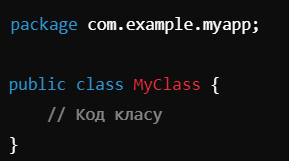 package com.example.myapp;
public class MyClass {
// Код класу
}